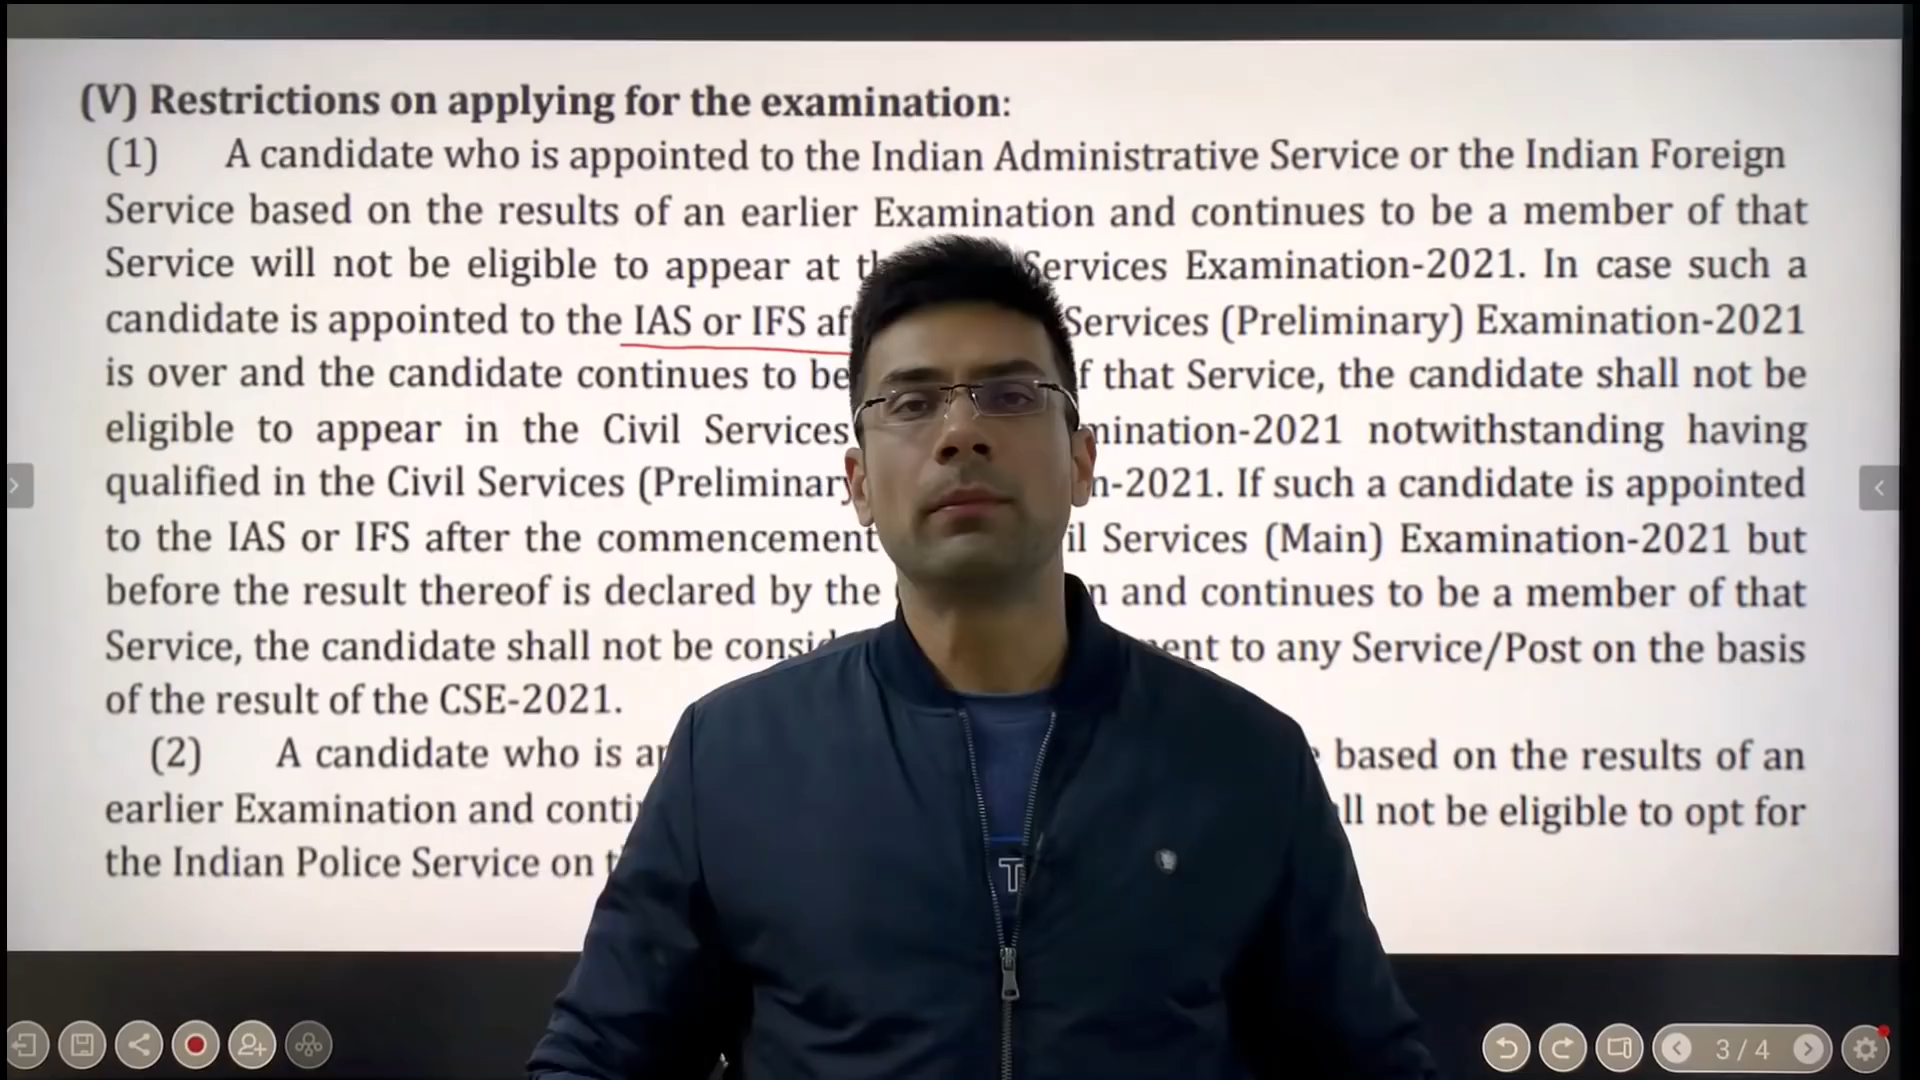 (V) Restrictions on applying for the examination:
(1) A candidate who is appointed to the Indian Administrative Service or the Indian Foreign
Service based on the results of an earlier Examination and continues to be a member of that
Service will not be eligible to appear at Services Examination-2021. In case such a
candidate is appointed to the IAS or IFS Services (Preliminary) Examination-2021
is over and the candidate continues to be that Service, the candidate shall not be
eligible to appear in the Civil Services 2021 notwithstanding having
qualified in the Civil Services (Preliminary -2021. If such a candidate is appointed
to the IAS or IFS after the commencement Services (Main) Examination-2021 but
before the result thereof is declared by the and continues to be a member of that
Service, the candidate shall not be to any Service/Post on the basis
of the result of the CSE-2021.
(2) A candidate who is based on the results of an
earlier Examination and not be eligible to opt for
the Indian Police Service on
T
3 / 4